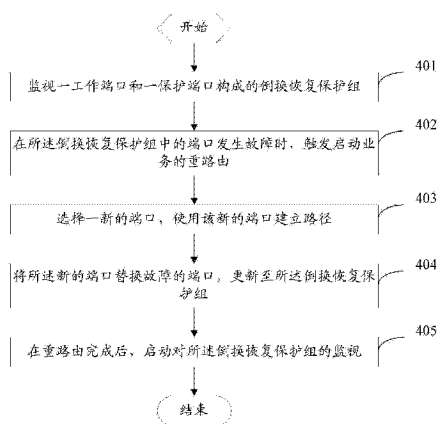 开始
401
监视一工作端口和一保护端口构成的倒换恢复保护组
402
在所述倒换恢复保护组中的端口发生故障时，触发启动业
务的重路由
403
选择一新的端口，使用该新的端口建立路径
404
将所述新的端口替换故障的端口，更新至所述倒换恢复保
护组
405
在重路由完成后，启动对所述倒换恢复保护组的监视
结束